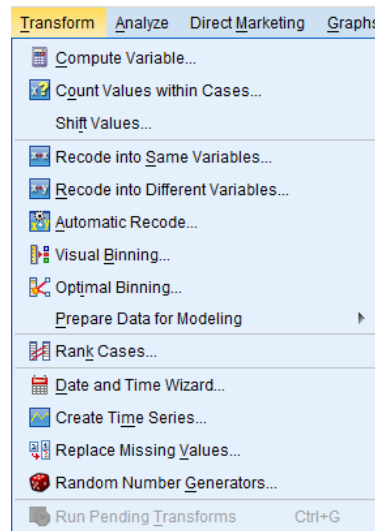 Transform Analyze Direct Marketing Graphs
Compute Variable...
Count Values within Cases...
Shift Values...
Recode into Same Variables...
Recode into Different Variables...
Automatic Recode...
Visual Binning...
Optimal Binning...
Prepare Data for Modeling
Rank Cases...
Date and Time Wizard...
Create Time Series...
Replace Missing Values...
Random Number Generators...
Run Pending Transforms Ctrl+G